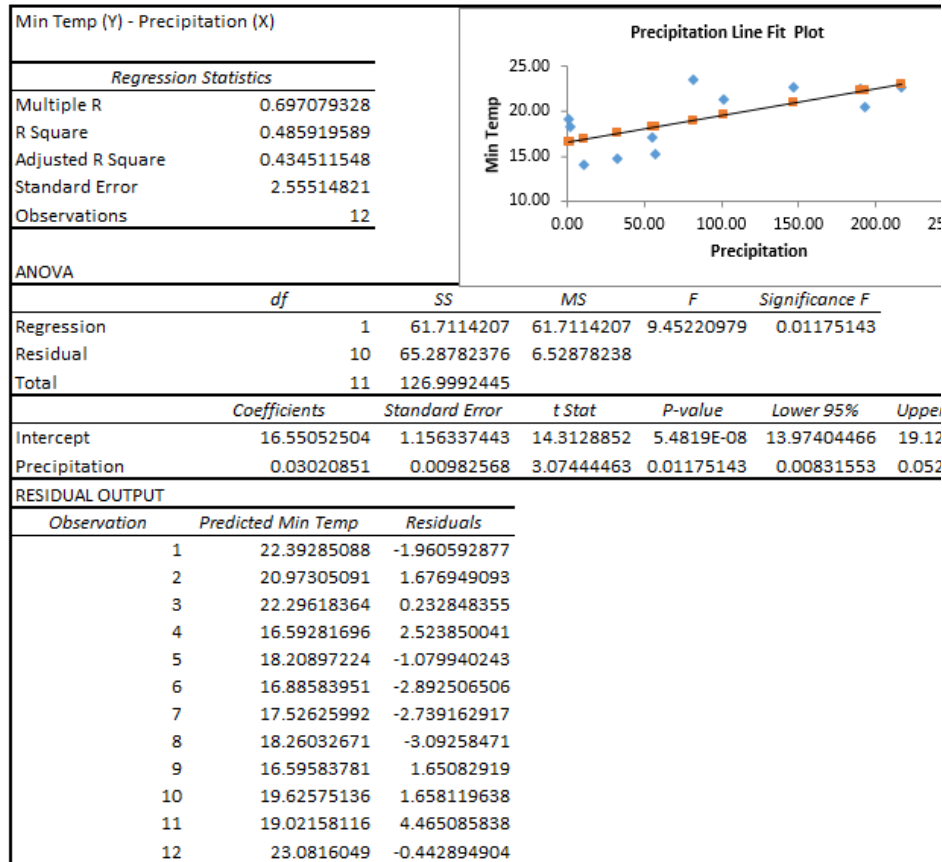 Min Temp (Y) - Precipitation (X)
Regression Statistics
Multiple R 0.697079328
R Square 0.485919589
Adjusted R Square 0.434511548
Standard Error 2.55514821
Observations 12
Precipitation Line Fit Plot
25.00
20.00
15.00
10.00
Min Temp
0.00 50.00 100.00 150.00 200.00 25
Precipitation
ANOVA
df SS MS F Significance F
Regression 1 61.7114207 61.7114207 9.45220979 0.01175143
Residual 10 65.28782376 6.52878238
Total 11 126.9992445
Coefficients Standard Error t Stat P-value Lower 95% Upper
Intercept 16.55052504 1.156337443 14.3128852 5.4819E-08 13.97404466 19.12
Precipitation 0.03020851 0.00982568 3.07444463 0.01175143 0.00831553 0.052
RESIDUAL OUTPUT
Observation Predicted Min Temp Residuals
1 22.39285088 -1.960592877
2 20.97305091 1.676949093
3 22.29618364 0.232848355
4 16.59281696 2.523850041
5 18.20897224 -1.079940243
6 16.88583951 -2.892506506
7 17.52625992 -2.739162917
8 18.26032671 -3.09258471
9 16.59583781 1.65082919
10 19.62575136 1.658119638
11 19.02158116 4.465085838
12 23.0816049 -0.442894904